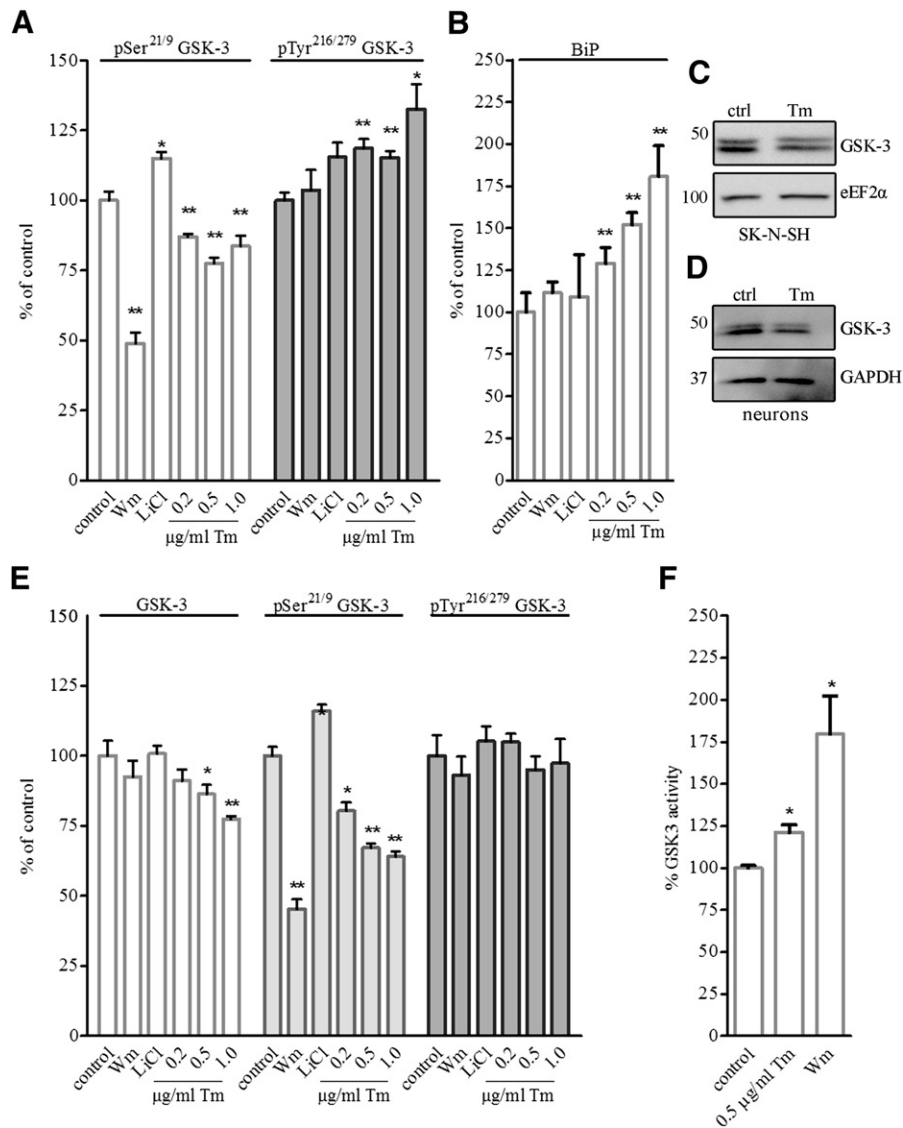 A
pSer21/9 GSK-3
pTyr216/279 GSK-3
% of control
150
125
100
75
50
25
0
*
**
**
**
**
**
**
*
control
Wm
LiCl
0.2
0.5
1.0
µg/ml Tm
control
Wm
LiCl
0.2
0.5
1.0
µg/ml Tm
B
BiP
% of control
250
225
200
175
150
125
100
75
50
25
0
**
**
**
control
Wm
LiCl
0.2
0.5
1.0
µg/ml Tm
C
ctrl Tm
50 GSK-3
100 eEF2α
SK-N-SH
D
ctrl Tm
50 GSK-3
37 GAPDH
neurons
E
GSK-3
pSer21/9 GSK-3
pTyr216/279 GSK-3
% of control
150
125
100
75
50
25
0
*
**
**
*
*
**
**
control
Wm
LiCl
0.2
0.5
1.0
µg/ml Tm
control
Wm
LiCl
0.2
0.5
1.0
µg/ml Tm
control
Wm
LiCl
0.2
0.5
1.0
µg/ml Tm
F
% GSK3 activity
250
225
200
175
150
125
100
75
50
25
0
*
*
control
0.5 µg/ml Tm
Wm